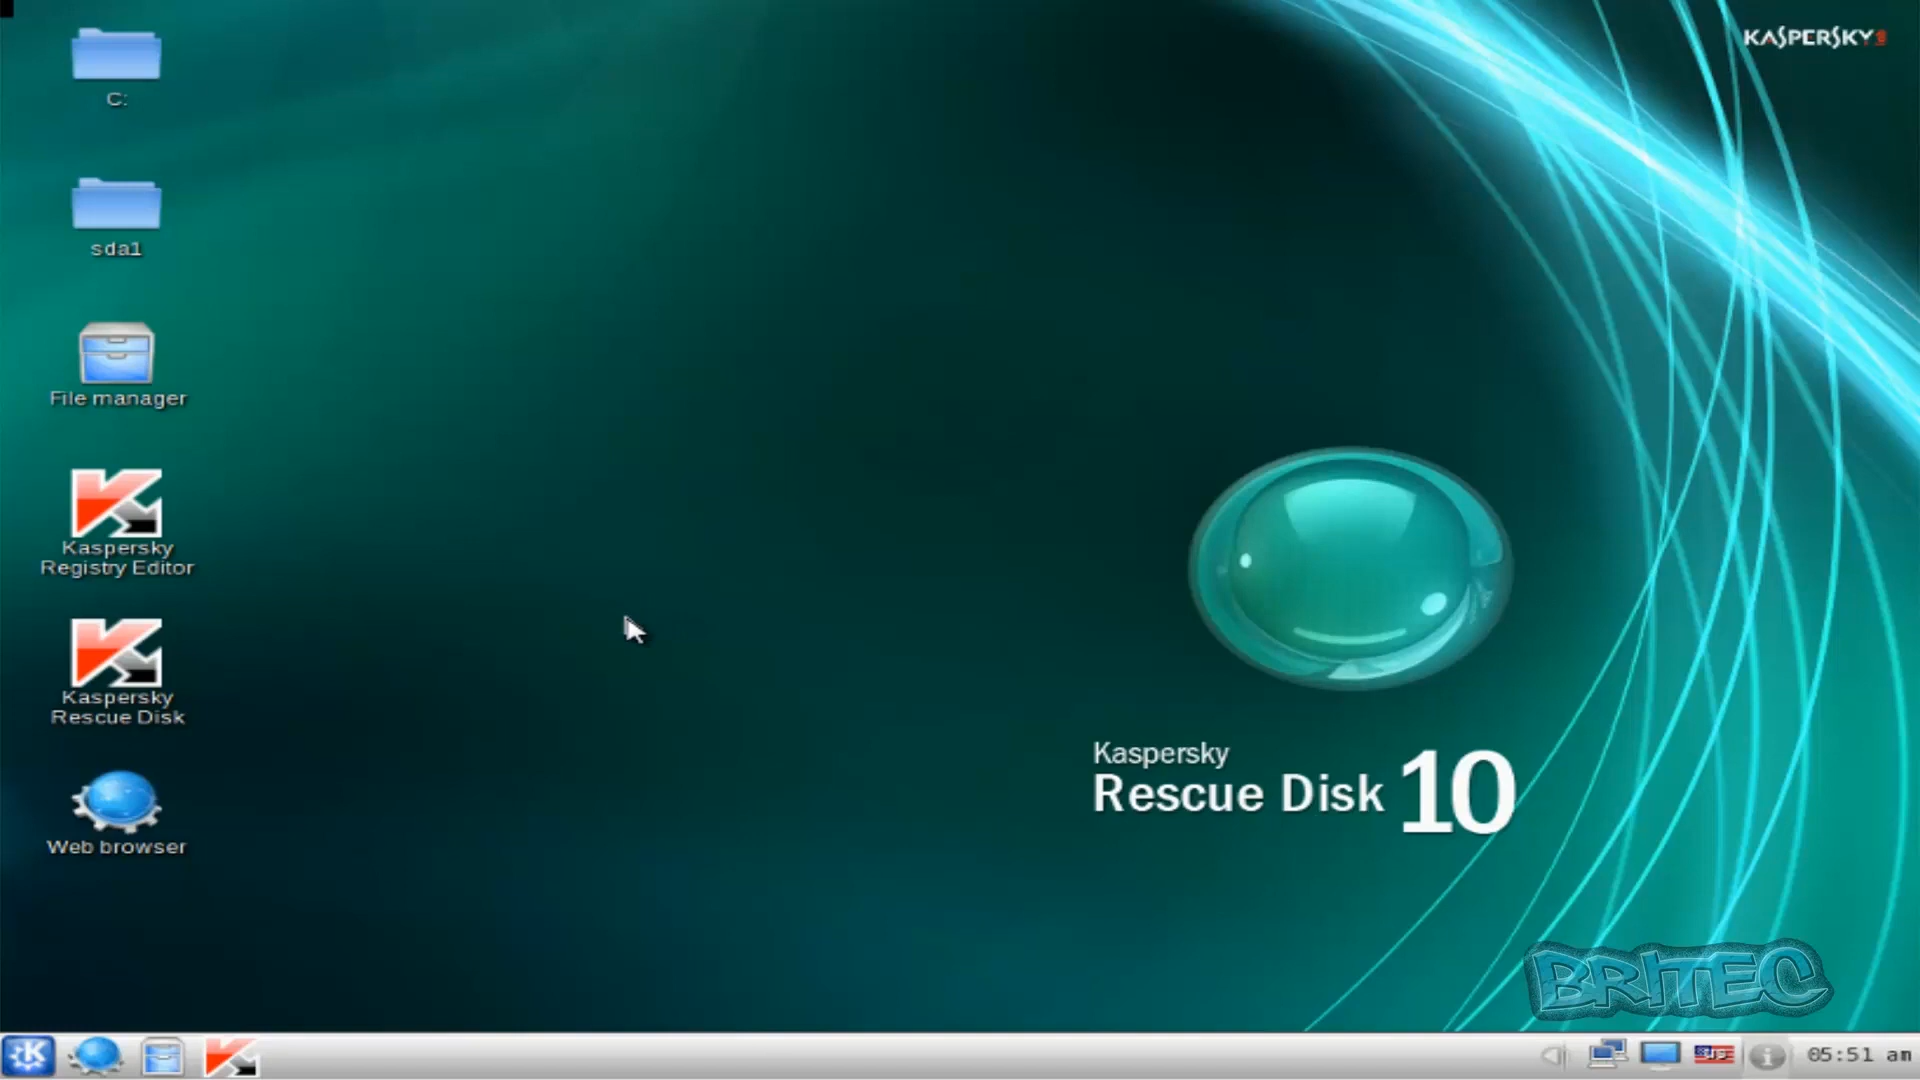 KASPERSKY
C:
sda1
File manager
Kaspersky
Registry Editor
Kaspersky
Rescue Disk
Web browser
Kaspersky
Rescue Disk 10
BRITEC
05:51 am